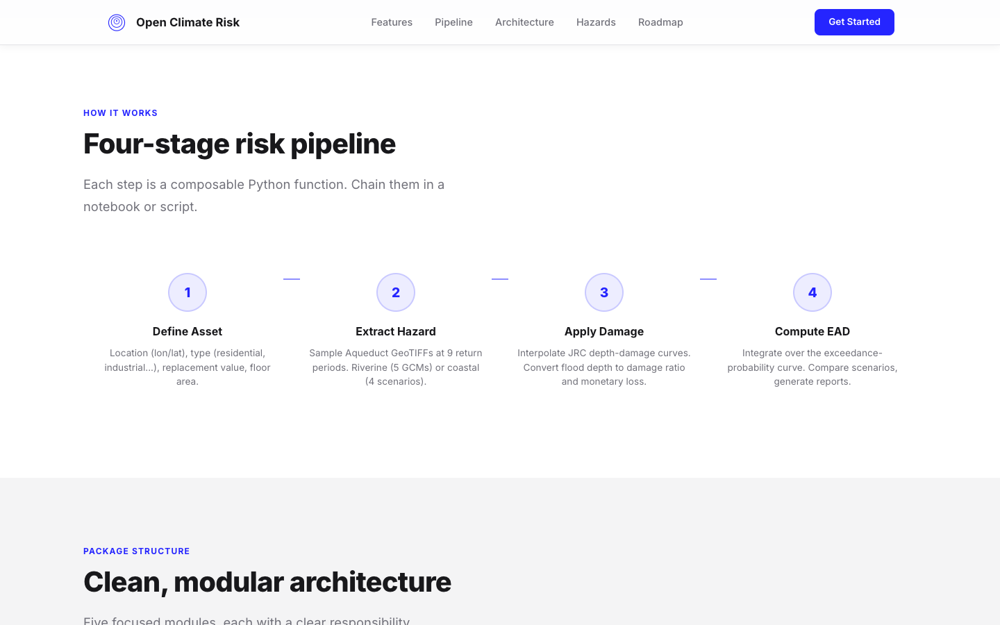 Open Climate Risk
Features
Pipeline
Architecture
Hazards
Roadmap
Get Started
HOW IT WORKS
Four-stage risk pipeline
Each step is a composable Python function. Chain them in a
notebook or script.
1
Define Asset
Location (lon/lat), type (residential,
industrial...), replacement value, floor
area.
2
Extract Hazard
Sample Aqueduct GeoTIFFs at 9 return
periods. Riverine (5 GCMs) or coastal
(4 scenarios).
3
Apply Damage
Interpolate JRC depth-damage curves.
Convert flood depth to damage ratio
and monetary loss.
4
Compute EAD
Integrate over the exceedance-
probability curve. Compare scenarios,
generate reports.
PACKAGE STRUCTURE
Clean, modular architecture
Five focused modules, each with a clear responsibility